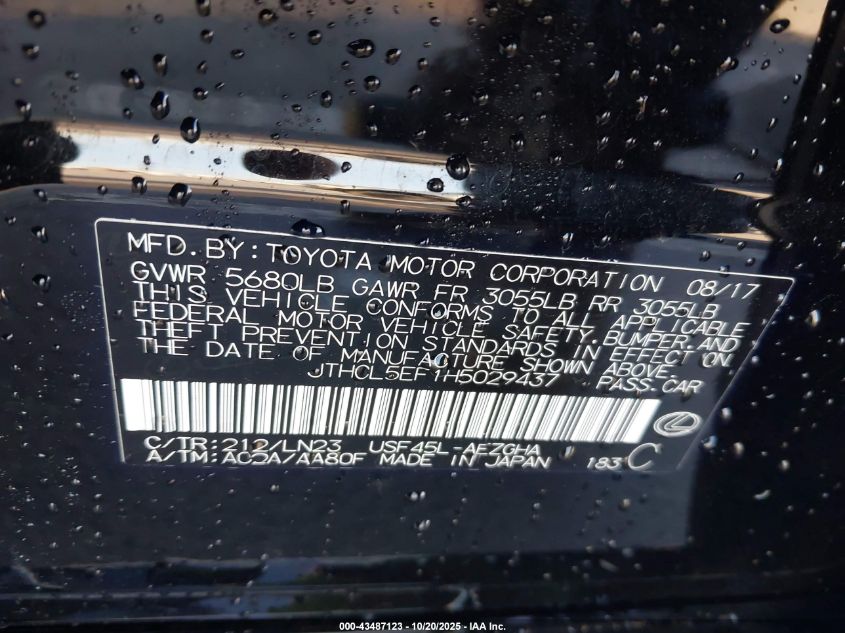 MFD. BY: TOYOTA MOTOR CORPORATION 08/17
GVWR 5680LB GAWR FR 3055LB RR 3055LB
THIS VEHICLE CONFORMS TO ALL APPLICABLE
FEDERAL MOTOR VEHICLE SAFETY, BUMPER, AND
THEFT PREVENTION STANDARDS IN EFFECT ON
THE DATE OF MANUFACTURE SHOWN ABOVE.
JTHCL5EF1H5029437 PASS.CAR
C/TR: 212/LN23 USF45L-AEZGHA
A/TM: AC2A/AA80F MADE IN JAPAN 183 C
000-43487123 - 10/20/2025 - IAA Inc.